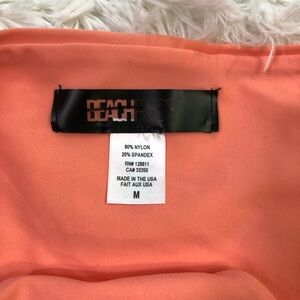 BEACH
80% NYLON
20% SPANDEX
RN# 128811
CA# 32350
MADE IN THE USA
FAIT AUX USA
M